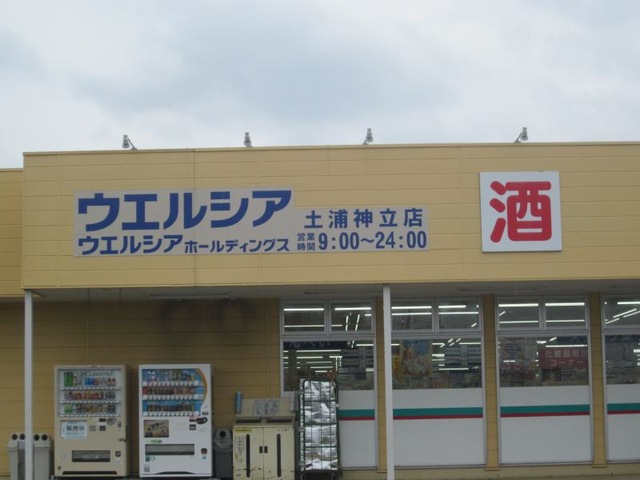 ウエルシア
ウエルシアホールディングス
土浦神立店
営業時間 9:00～24:00
酒